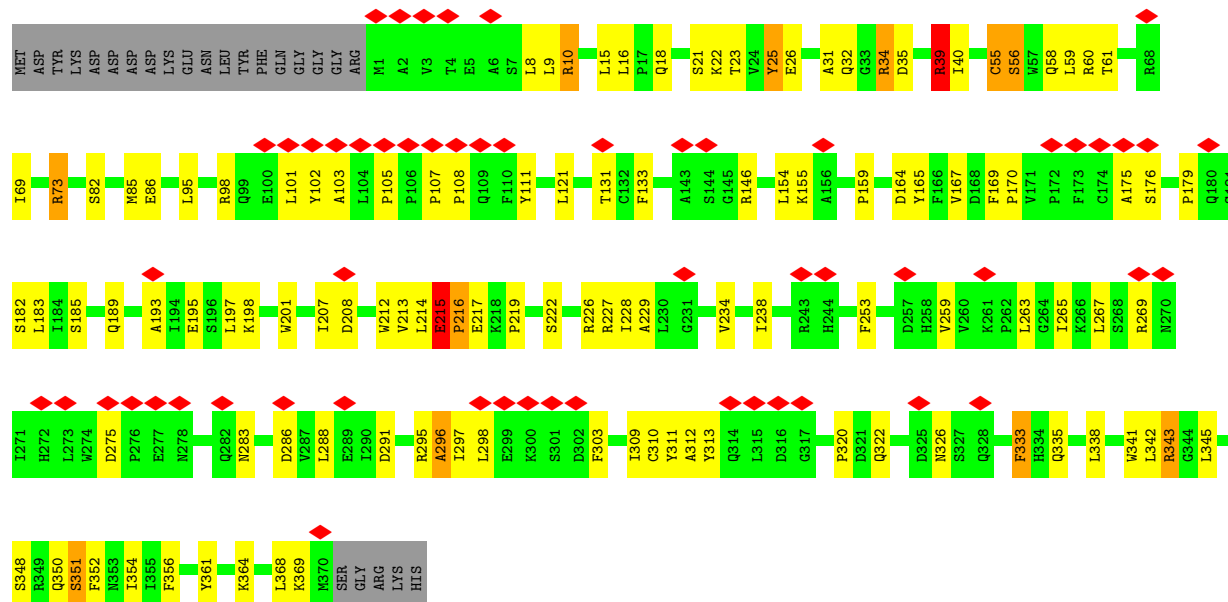 MET ASP TYR LYS ASP ASP ASP ASP LYS GLU ASN LEU TYR PHE GLN GLY GLY GLY ARG M1 A2 V3 T4 E5 A6 S7 L8 L9 R10 L15 L16 P17 Q18 S21 K22 T23 V24 Y25 E26 A31 Q32 G33 R34 D35 R39 I40 C55 S56 W57 Q58 L59 R60 T61 R68
I69 R73 S82 M85 E86 L95 R98 Q99 E100 L101 Y102 A103 L104 P105 P106 P107 P108 Q109 F110 Y111 L121 T131 C132 F133 A143 S144 G145 R146 L154 K155 A156 P159 D164 Y165 F166 V167 D168 F169 P170 V171 P172 F173 C174 A175 S176 P179 Q180
S182 L183 I184 S185 Q189 A193 I194 E195 S196 L197 K198 W201 I207 D208 W212 V213 L214 E215 P216 E217 K218 P219 S222 R226 R227 I228 A229 L230 G231 V234 I238 R243 H244 F253 D257 H258 V259 V260 K261 P262 L263 G264 I265 K266 L267 S268 R269 N270
I271 H272 L273 W274 D275 P276 E277 N278 Q282 N283 D286 V287 L288 E289 I290 D291 R295 A296 I297 L298 E299 K300 S301 D302 F303 I309 C310 Y311 A312 Y313 Q314 L315 D316 G317 P320 D321 Q322 D325 N326 S327 Q328 F333 H334 Q335 L338 W341 L342 R343 G344 L345
S348 R349 Q350 S351 F352 N353 I354 I355 F356 Y361 K364 L368 K369 M370 SER GLY ARG LYS HIS